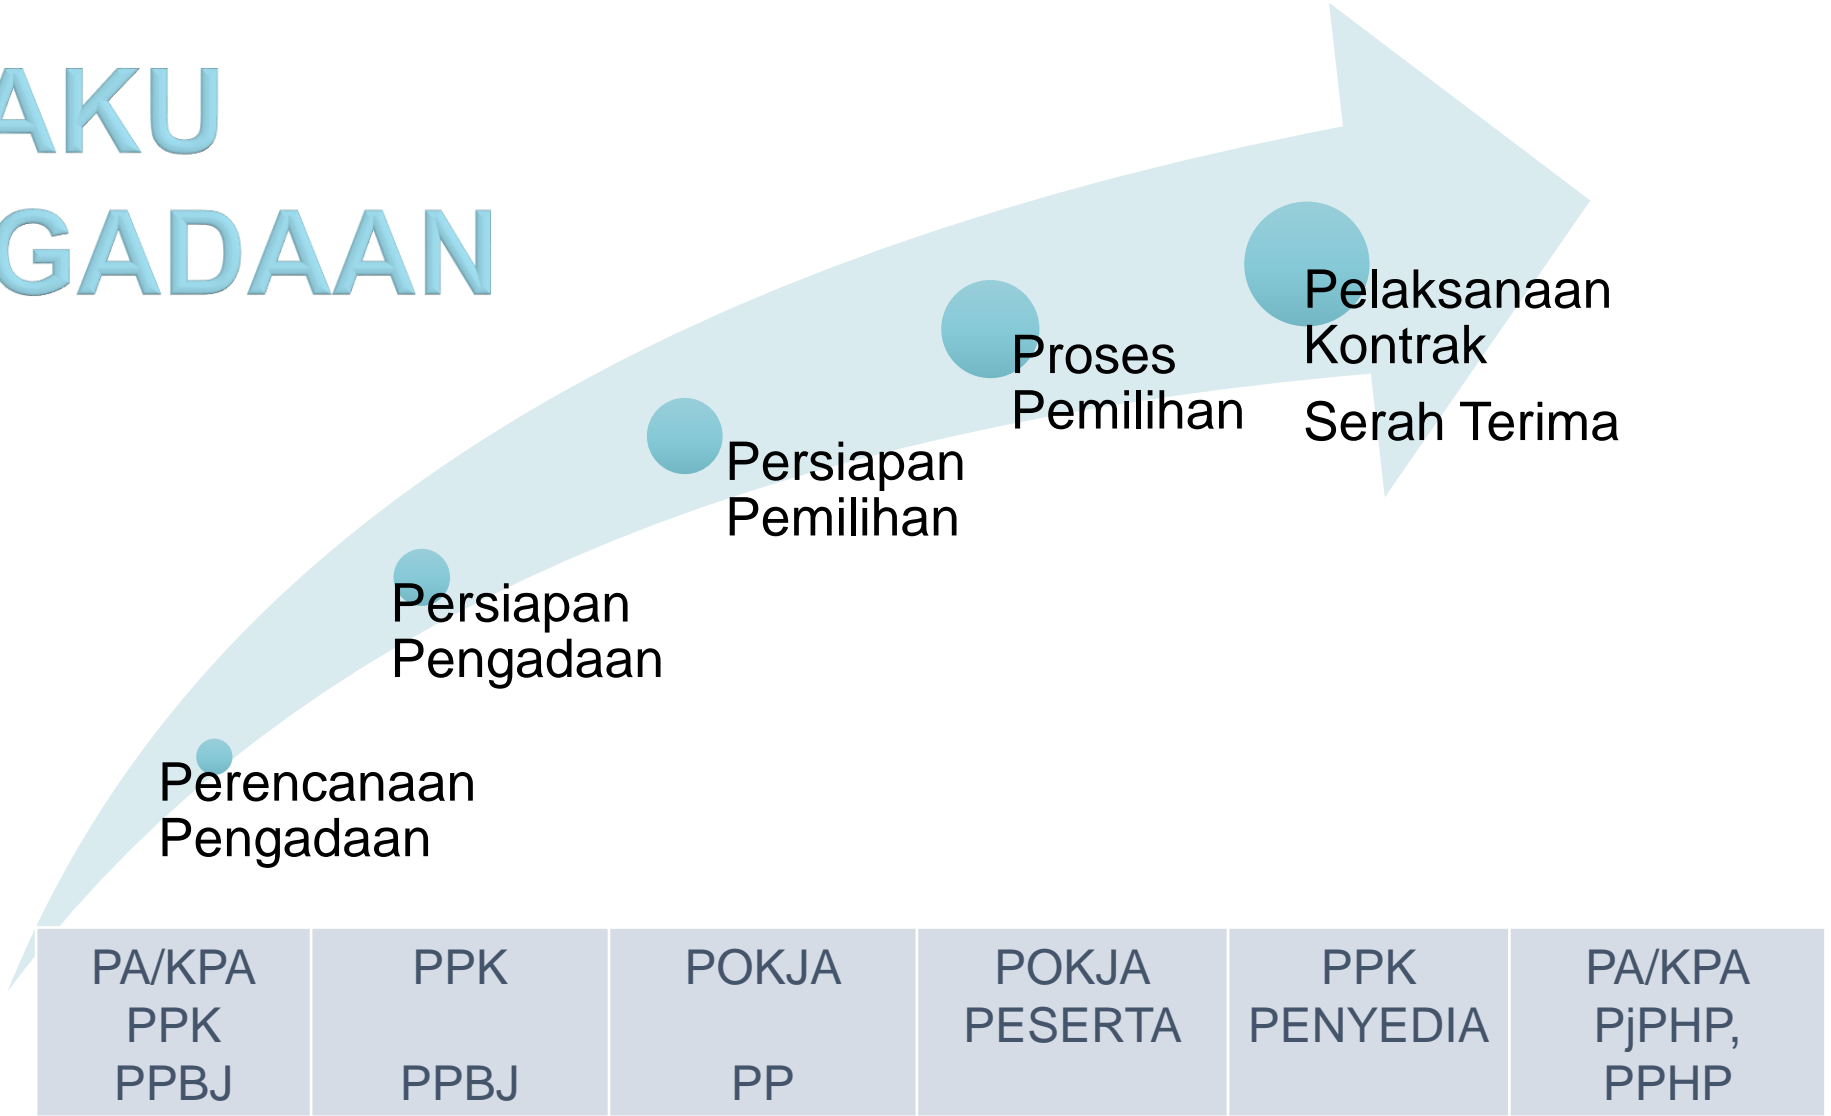 AKU
GADAAN
Pelaksanaan
Kontrak
Serah Terima
Proses
Pemilihan
Persiapan
Pemilihan
Persiapan
Pengadaan
Perencanaan
Pengadaan
PA/KPA
PPK
PPBJ
PPK
PPBJ
POKJA
PP
POKJA
PESERTA
PPK
PENYEDIA
PA/KPA
PjPHP,
PPHP